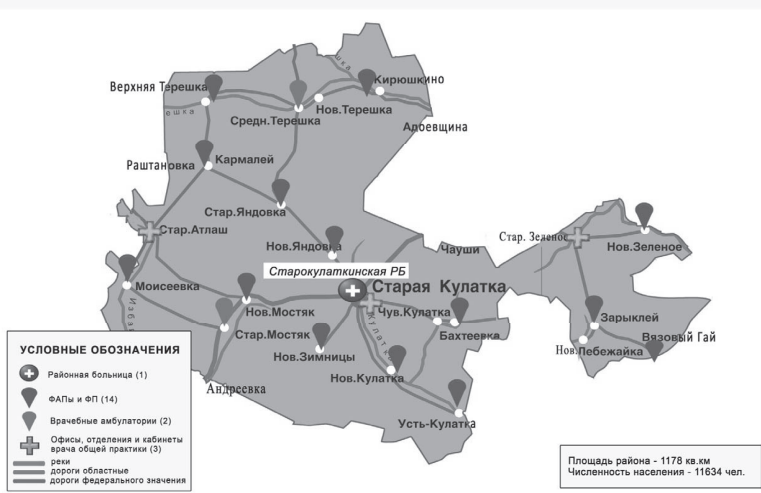 шка
Кирюшкино
Верхняя Терешка
ешка
Нов.Терешка
Средн.Терешка
Адоевщина
Раштановка
Кармалей
Стар.Яндовка
Стар.Атлаш
Нов.Яндовка
Чауши
Стар. Зеленое
Нов.Зеленое
Старокулаткинская РБ
Моисеевка
Старая Кулатка
Нов.Мостяк
Чув.Кулатка
Зарыклей
Стар.Мостяк
Бахтеевка
Вязовый Гай
Нов.Зимницы
Нов.Лебежайка
Нов.Кулатка
Андреевка
Усть-Кулатка
УСЛОВНЫЕ ОБОЗНАЧЕНИЯ
Районная больница (1)
ФАПы и ФП (14)
Врачебные амбулатории (2)
Офисы, отделения и кабинеты
врача общей практики (3)
реки
дороги областные
дороги федерального значения
Площадь района - 1178 кв.км
Численность населения - 11634 чел.